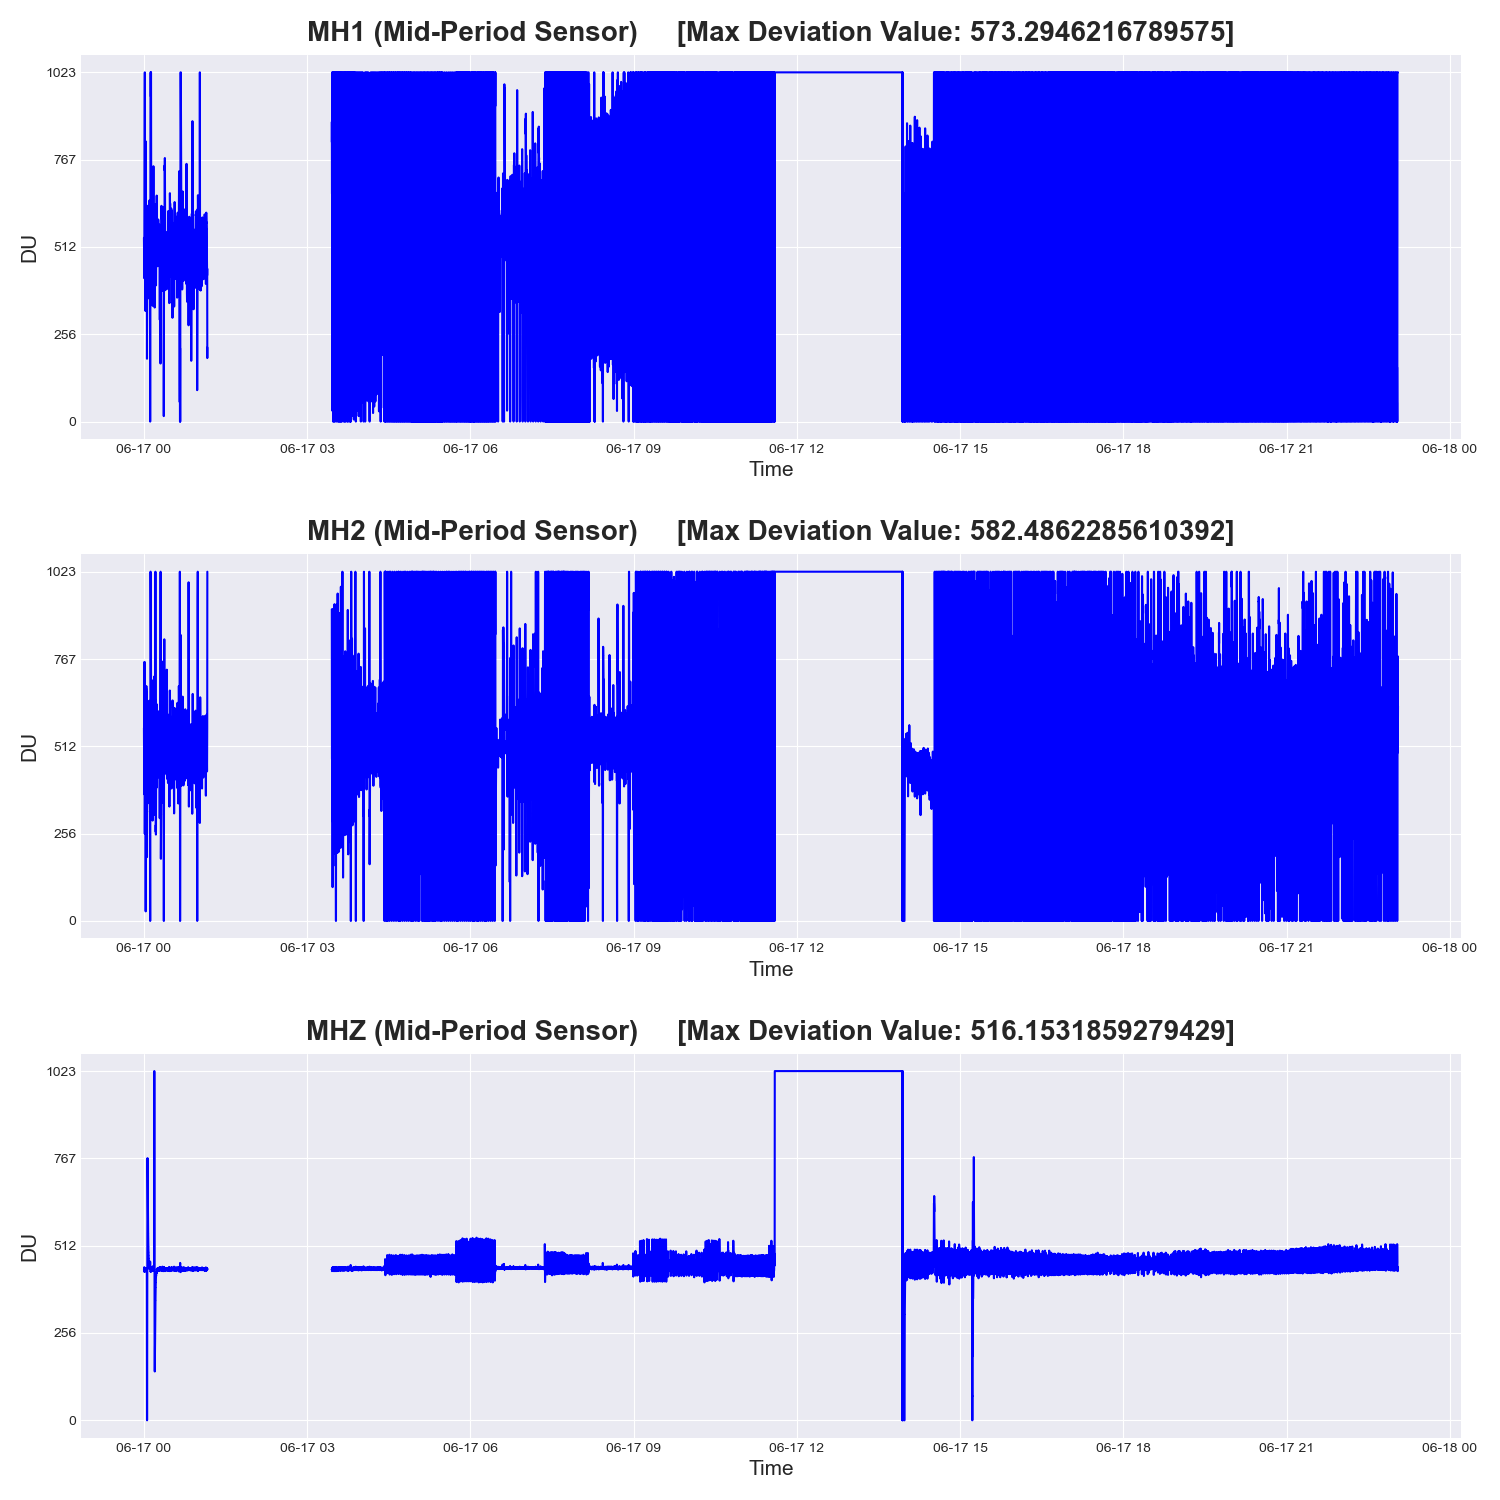 MH1 (Mid-Period Sensor) [Max Deviation Value: 573.2946216789575]
1023
767
512
256
0
DU
06-17 00 06-17 03 06-17 06 06-17 09 06-17 12 06-17 15 06-17 18 06-17 21 06-18 00
Time
MH2 (Mid-Period Sensor) [Max Deviation Value: 582.4862285610392]
1023
767
512
256
0
DU
06-17 00 06-17 03 06-17 06 06-17 09 06-17 12 06-17 15 06-17 18 06-17 21 06-18 00
Time
MHZ (Mid-Period Sensor) [Max Deviation Value: 516.1531859279429]
1023
767
512
256
0
DU
06-17 00 06-17 03 06-17 06 06-17 09 06-17 12 06-17 15 06-17 18 06-17 21 06-18 00
Time